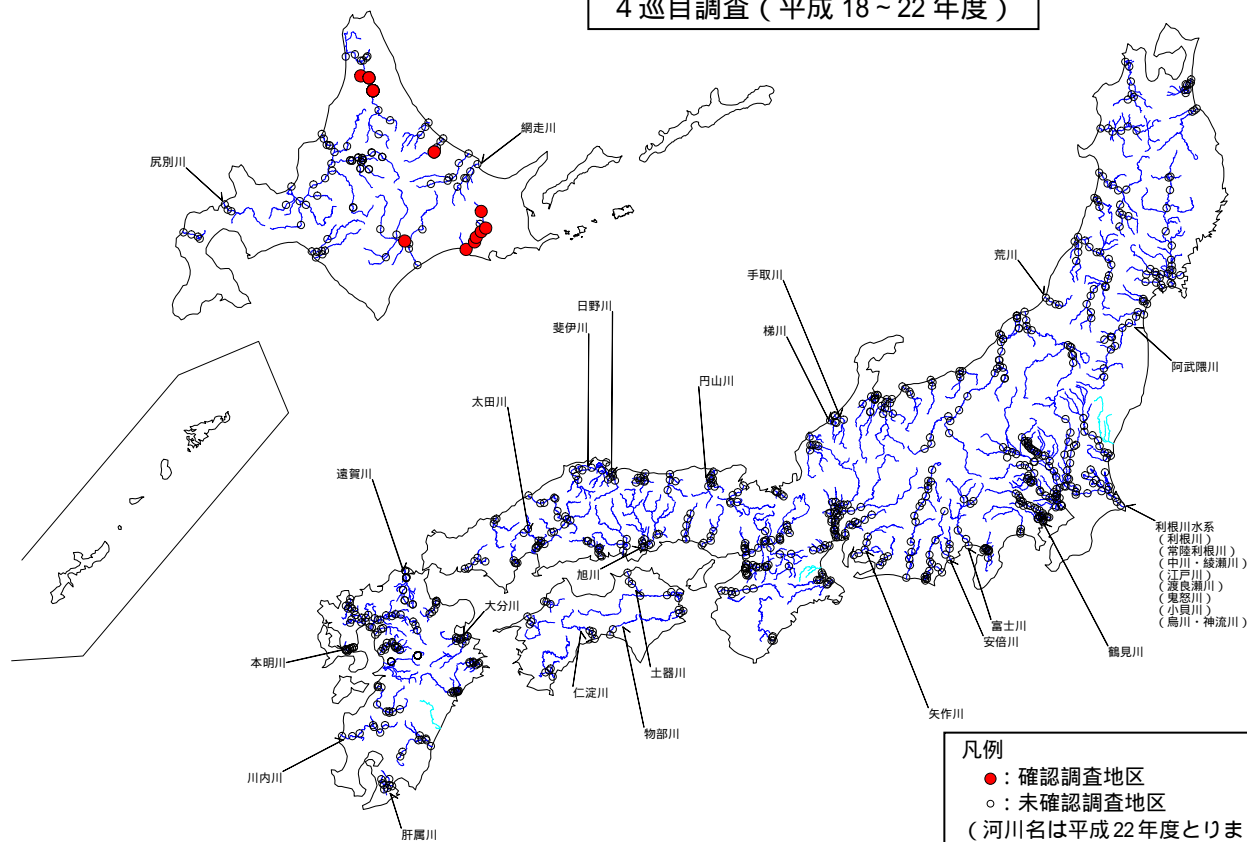 4巡目調査(平成18~22年度)
網走川
尻別川
荒川
手取川
日野川
梯川
斐伊川
阿武隈川
円山川
太田川
遠賀川
利根川水系
(利根川)
(常陸利根川)
(中川・綾瀬川)
(江戸川)
(渡良瀬川)
(鬼怒川)
(小貝川)
(烏川・神流川)
旭川
大分川
富士川
安倍川
鶴見川
本明川
土器川
仁淀川
矢作川
物部川
川内川
肝属川
凡例
●:確認調査地区
○:未確認調査地区
(河川名は平成22年度とりま